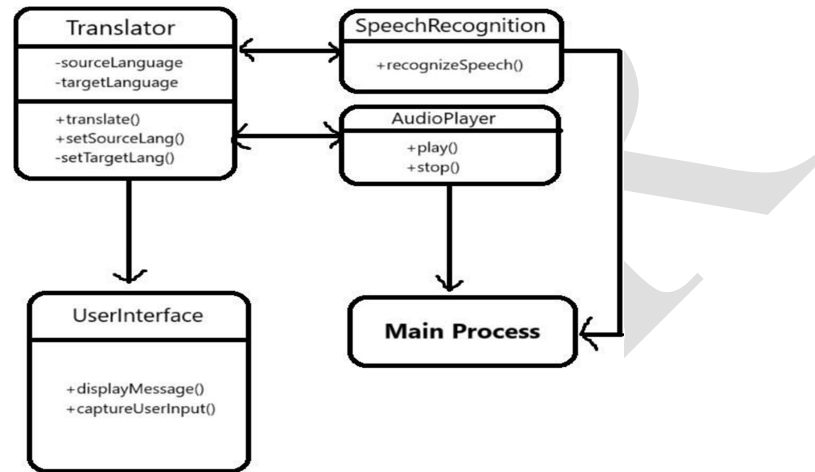 Translator
-sourceLanguage
-targetLanguage
+translate()
+setSourceLang()
-setTargetLang()
SpeechRecognition
+recognizeSpeech()
AudioPlayer
+play()
+stop()
UserInterface
+displayMessage()
+captureUserInput()
Main Process